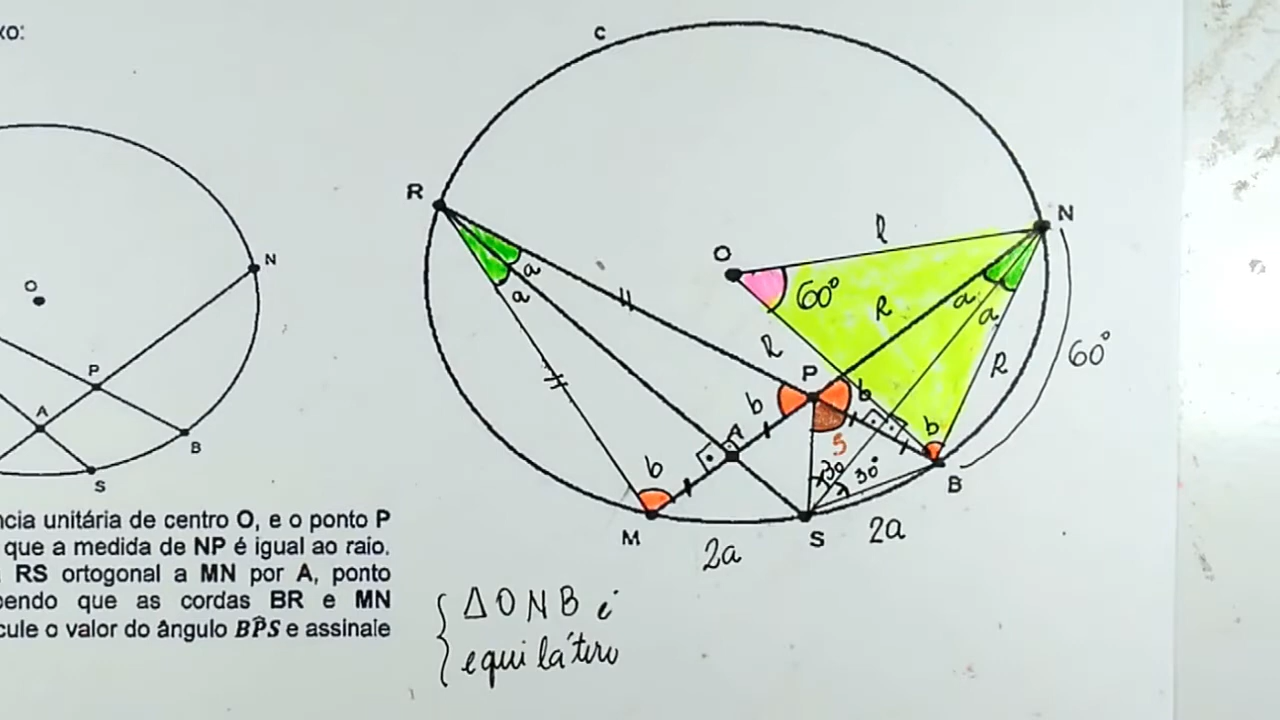 xo:
C
R
N
O
R
60°
a
a
R
a
a
R
R
60°
P
b
b
b
A
5
30
30°
b
B
M
2a
S
2a
N
O
P
A
B
S
ncia unitária de centro O, e o ponto P
que a medida de NP é igual ao raio.
RS ortogonal a MN por A, ponto
endo que as cordas BR e MN
cule o valor do ângulo BP̂S e assinale
ΔONB é
equilátero